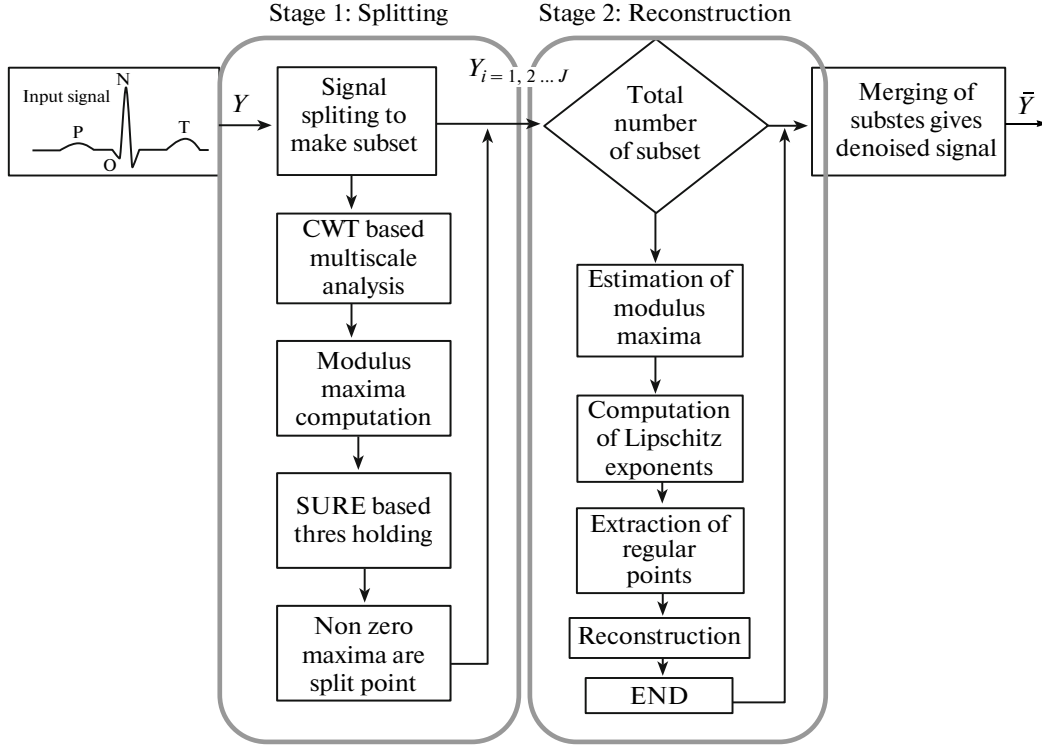 Stage 1: Splitting
Stage 2: Reconstruction
Input signal
N
P
T
O
Y
Signal
spliting to
make subset
CWT based
multiscale
analysis
Modulus
maxima
computation
SURE based
thres holding
Non zero
maxima are
split point
Y i = 1, 2 ... J
Total
number
of subset
Estimation of
modulus
maxima
Computation
of Lipschitz
exponents
Extraction of
regular
points
Reconstruction
END
Merging of
substes gives
denoised signal
Ȳ